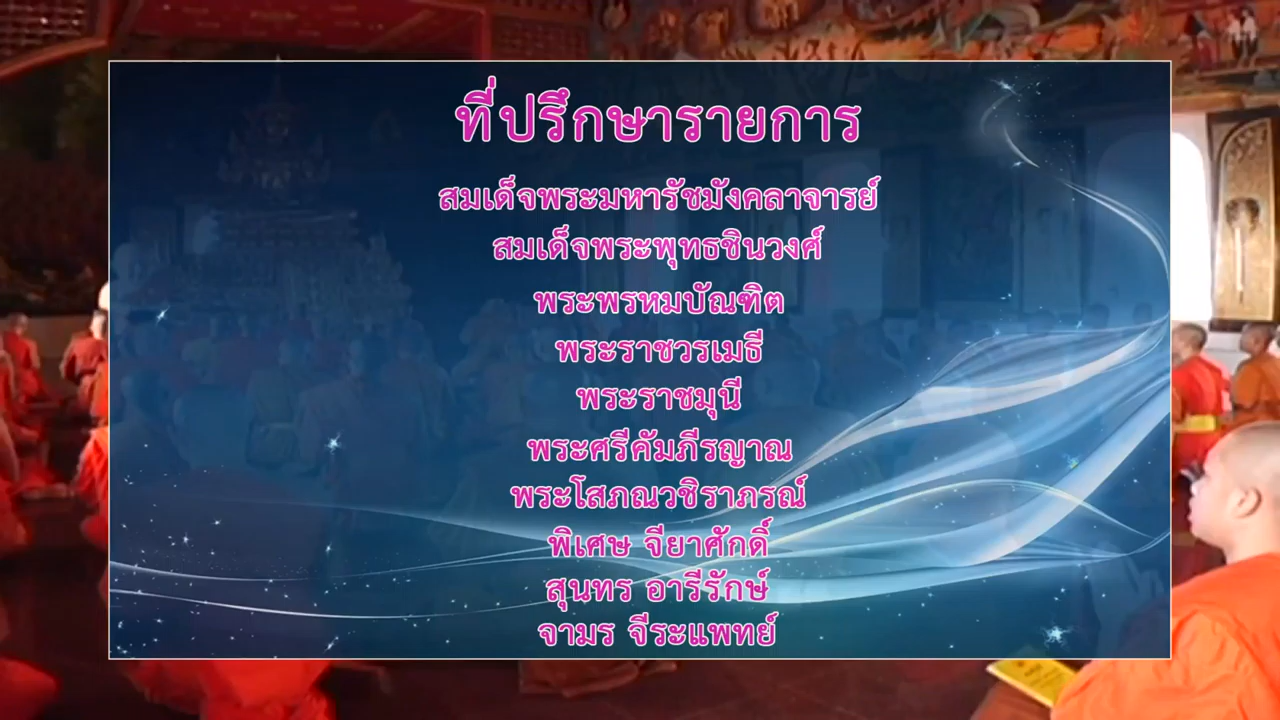 ที่ปรึกษารายการ
สมเด็จพระมหารัชมังคลาจารย์
สมเด็จพระพุทธชินวงศ์
พระพรหมบัณฑิต
พระราชวรเมธี
พระราชมุนี
พระศรีคัมภีรญาณ
พระโสภณวชิราภรณ์
พิเศษ จียาศักดิ์
สุนทร อารีรักษ์
จามร จีระแพทย์